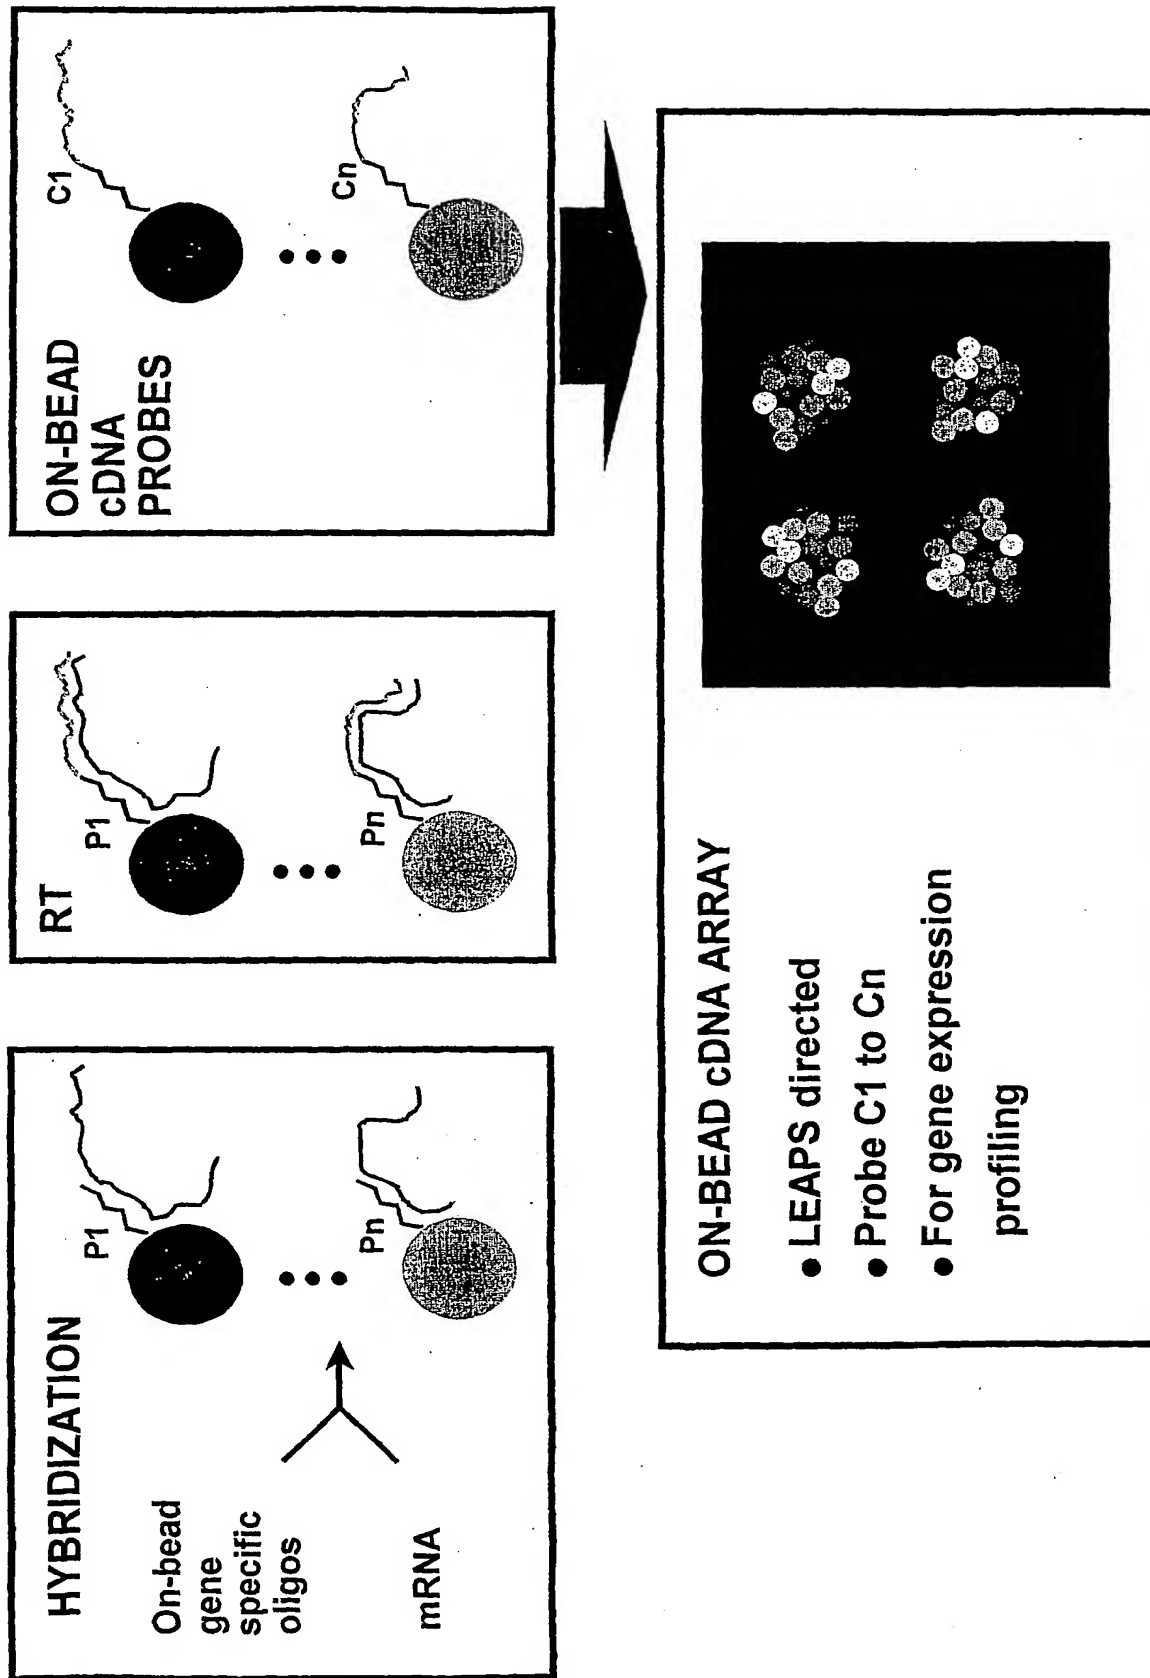 HYBRIDIZATION
On-bead
gene
specific
oligos
mRNA
P1
Pn
RT
P1
Pn
ON-BEAD
cDNA
PROBES
C1
Cn
ON-BEAD cDNA ARRAY
● LEAPS directed
● Probe C1 to Cn
● For gene expression
profiling